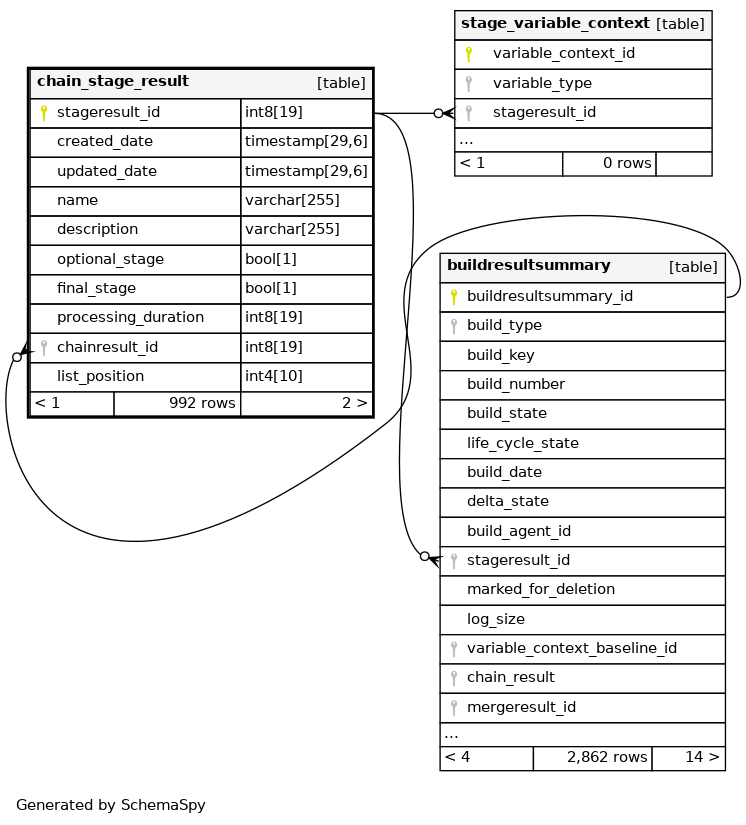 stage_variable_context [table]
variable_context_id
variable_type
stageresult_id
...
< 1 0 rows
chain_stage_result [table]
stageresult_id int8[19]
created_date timestamp[29,6]
updated_date timestamp[29,6]
name varchar[255]
description varchar[255]
optional_stage bool[1]
final_stage bool[1]
processing_duration int8[19]
chainresult_id int8[19]
list_position int4[10]
< 1 992 rows 2 >
buildresultsummary [table]
buildresultsummary_id
build_type
build_key
build_number
build_state
life_cycle_state
build_date
delta_state
build_agent_id
stageresult_id
marked_for_deletion
log_size
variable_context_baseline_id
chain_result
mergeresult_id
...
< 4 2,862 rows 14 >
Generated by SchemaSpy